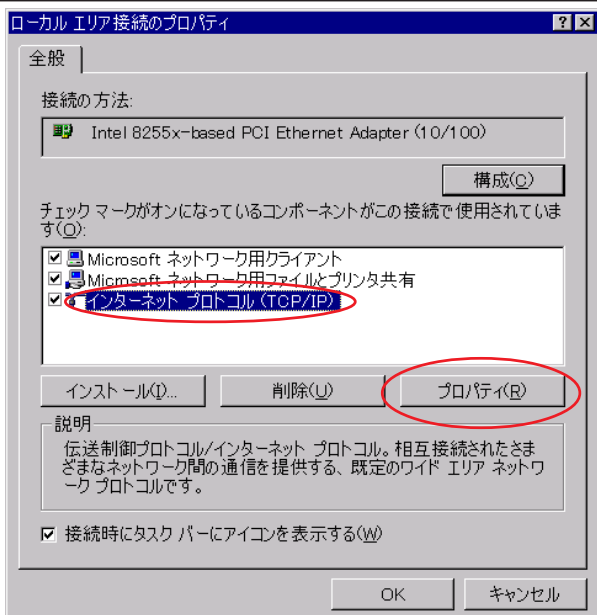 ローカル エリア接続のプロパティ
全般
接続の方法:
Intel 8255x-based PCI Ethernet Adapter (10/100)
構成(C)
チェック マークがオンになっているコンポーネントがこの接続で使用されていま
す(O):
Microsoft ネットワーク用クライアント
Microsoft ネットワーク用ファイルとプリンタ共有
インターネット プロトコル (TCP/IP)
インストール(I)...
削除(U)
プロパティ(R)
説明
伝送制御プロトコル/インターネット プロトコル。相互接続されたさま
ざまなネットワーク間の通信を提供する、既定のワイド エリア ネットワ
ーク プロトコルです。
接続時にタスク バーにアイコンを表示する(W)
OK
キャンセル